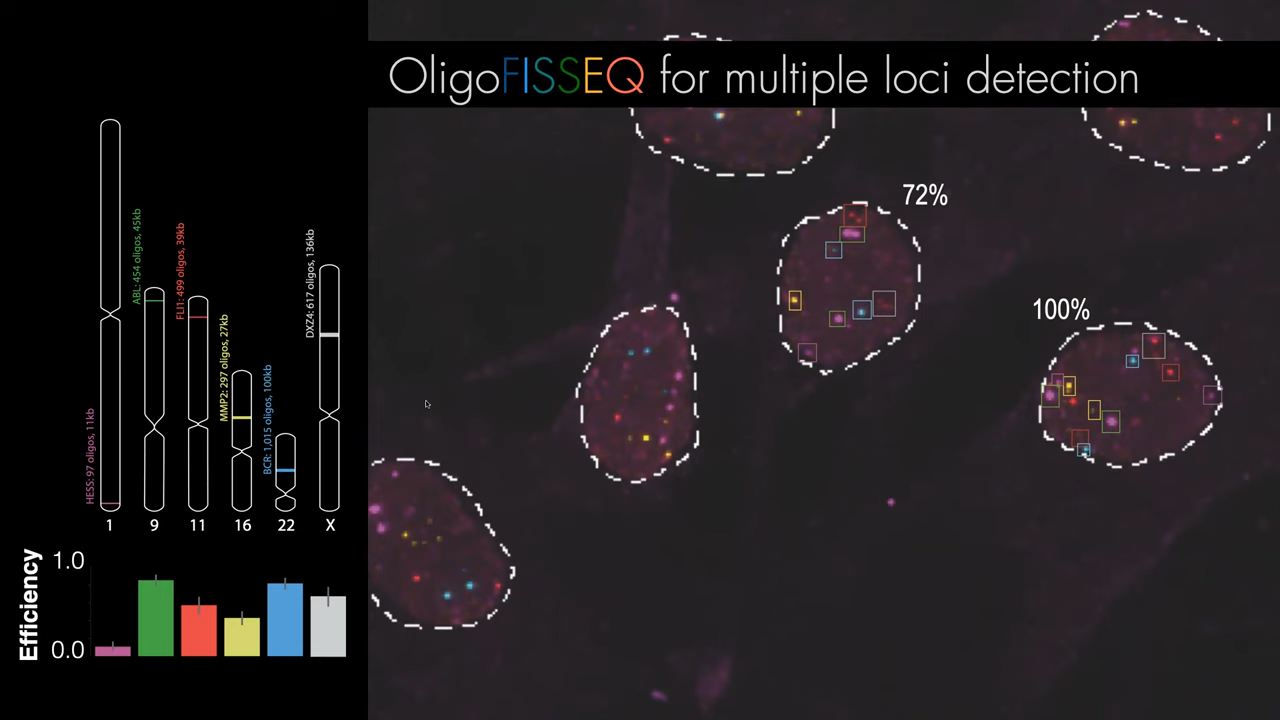 OligoFISSEQ for multiple loci detection
72%
100%
HESS: 97 oligos, 11kb
ABL: 454 oligos, 45kb
FLI1: 499 oligos, 39kb
MMP2: 297 oligos, 27kb
BCR: 1,015 oligos, 100kb
DXZ4: 617 oligos, 136kb
1 9 11 16 22 X
Efficiency
1.0
0.0